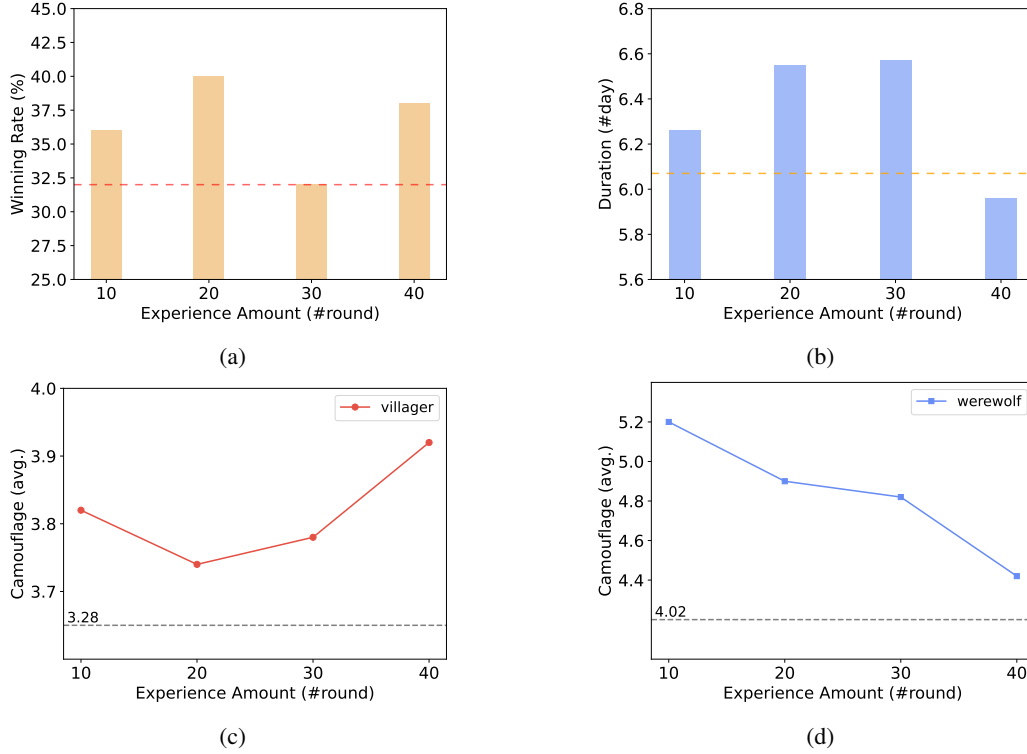 45.0
42.5
40.0
37.5
35.0
32.5
30.0
27.5
25.0
Winning Rate (%)
10 20 30 40
Experience Amount (#round)
(a)
6.8
6.6
6.4
6.2
6.0
5.8
5.6
Duration (#day)
10 20 30 40
Experience Amount (#round)
(b)
4.0
3.9
3.8
3.7
Camouflage (avg.)
villager
3.28
10 20 30 40
Experience Amount (#round)
(c)
5.2
5.0
4.8
4.6
4.4
Camouflage (avg.)
werewolf
4.02
10 20 30 40
Experience Amount (#round)
(d)